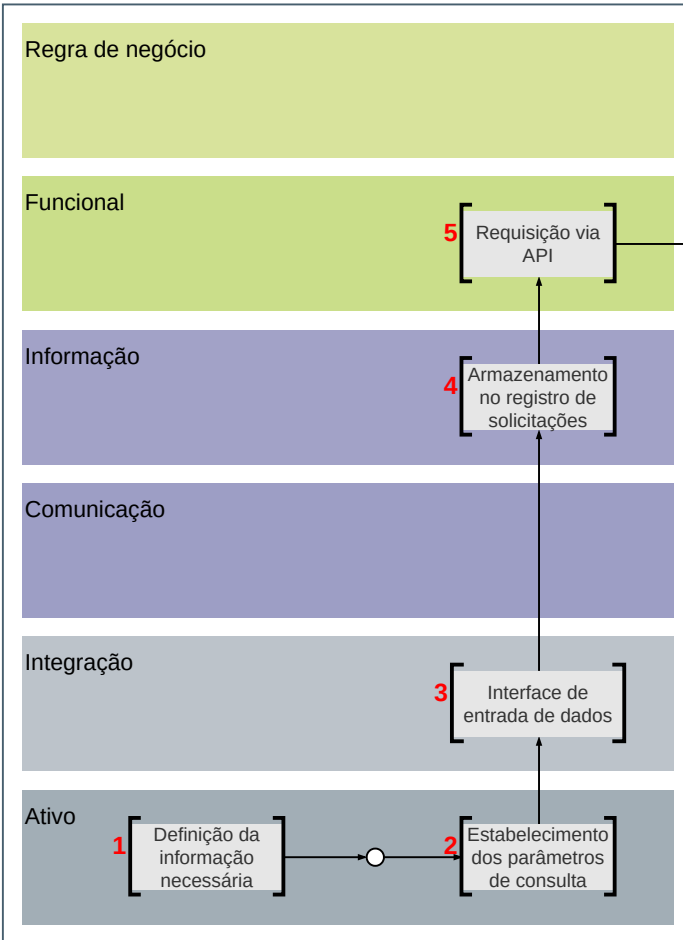 Regra de negócio
Funcional
5
Requisição via
API
Informação
4
Armazenamento
no registro de
solicitações
Comunicação
Integração
3
Interface de
entrada de dados
Ativo
1
Definição da
informação
necessária
2
Estabelecimento
dos parâmetros
de consulta